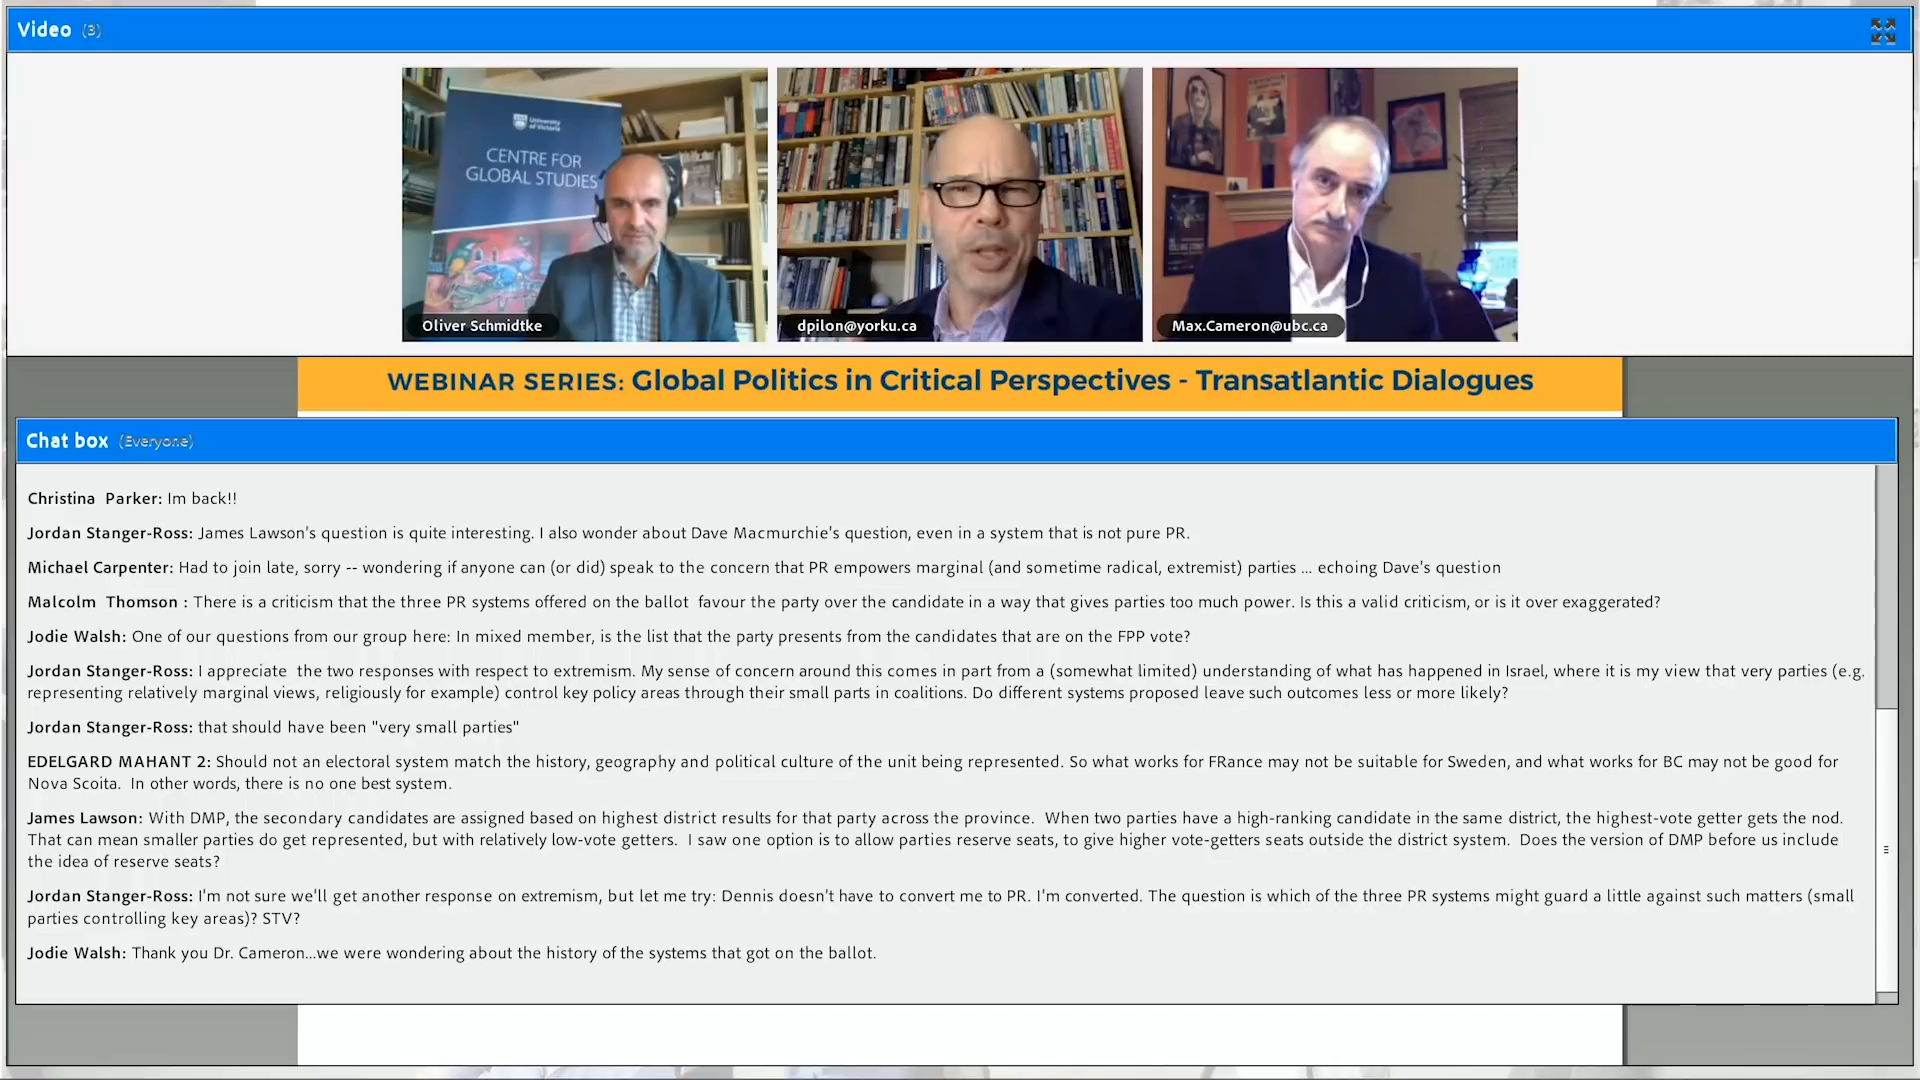 Video (3)
University
of Victoria
CENTRE FOR
GLOBAL STUDIES
Oliver Schmidtke
dpilon@yorku.ca
Max.Cameron@ubc.ca
WEBINAR SERIES: Global Politics in Critical Perspectives - Transatlantic Dialogues
Chat box (Everyone)
Christina Parker: Im back!!
Jordan Stanger-Ross: James Lawson's question is quite interesting. I also wonder about Dave Macmurchie's question, even in a system that is not pure PR.
Michael Carpenter: Had to join late, sorry -- wondering if anyone can (or did) speak to the concern that PR empowers marginal (and sometime radical, extremist) parties ... echoing Dave's question
Malcolm Thomson : There is a criticism that the three PR systems offered on the ballot favour the party over the candidate in a way that gives parties too much power. Is this a valid criticism, or is it over exaggerated?
Jodie Walsh: One of our questions from our group here: In mixed member, is the list that the party presents from the candidates that are on the FPP vote?
Jordan Stanger-Ross: I appreciate the two responses with respect to extremism. My sense of concern around this comes in part from a (somewhat limited) understanding of what has happened in Israel, where it is my view that very parties (e.g.
representing relatively marginal views, religiously for example) control key policy areas through their small parts in coalitions. Do different systems proposed leave such outcomes less or more likely?
Jordan Stanger-Ross: that should have been "very small parties"
EDELGARD MAHANT 2: Should not an electoral system match the history, geography and political culture of the unit being represented. So what works for FRance may not be suitable for Sweden, and what works for BC may not be good for
Nova Scoita. In other words, there is no one best system.
James Lawson: With DMP, the secondary candidates are assigned based on highest district results for that party across the province. When two parties have a high-ranking candidate in the same district, the highest-vote getter gets the nod.
That can mean smaller parties do get represented, but with relatively low-vote getters. I saw one option is to allow parties reserve seats, to give higher vote-getters seats outside the district system. Does the version of DMP before us include
the idea of reserve seats?
Jordan Stanger-Ross: I'm not sure we'll get another response on extremism, but let me try: Dennis doesn't have to convert me to PR. I'm converted. The question is which of the three PR systems might guard a little against such matters (small
parties controlling key areas)? STV?
Jodie Walsh: Thank you Dr. Cameron...we were wondering about the history of the systems that got on the ballot.